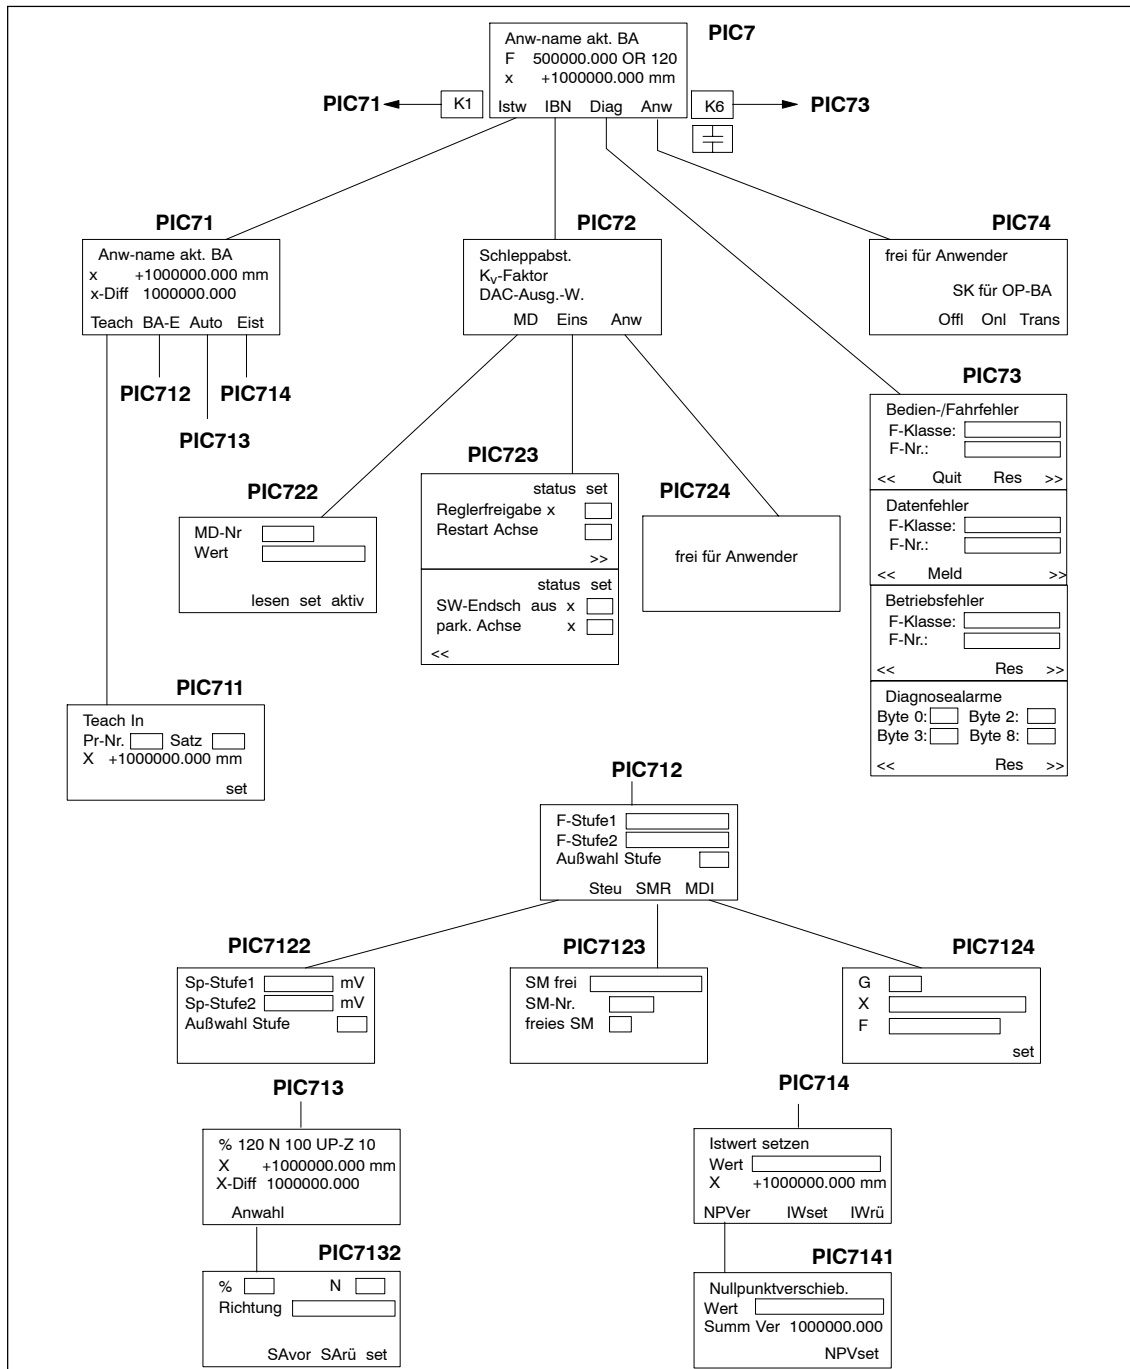 PIC7
Anw-name akt. BA
F 500000.000 OR 120
x +1000000.000 mm
Istw IBN Diag Anw
PIC71
K1
K6
PIC73
PIC71
Anw-name akt. BA
x +1000000.000 mm
x-Diff 1000000.000
Teach BA-E Auto Eist
PIC712
PIC714
PIC713
PIC72
Schleppabst.
Kv-Faktor
DAC-Ausg.-W.
MD Eins Anw
PIC74
frei für Anwender
SK für OP-BA
Offl Onl Trans
PIC73
Bedien-/Fahrfehler
F-Klasse:
F-Nr.:
<< Quit Res >>
Datenfehler
F-Klasse:
F-Nr.:
<< Meld >>
Betriebsfehler
F-Klasse:
F-Nr.:
<< Res >>
Diagnosealarme
Byte 0: Byte 2:
Byte 3: Byte 8:
<< Res >>
PIC722
MD-Nr
Wert
lesen set aktiv
PIC723
status set
Reglerfreigabe x
Restart Achse
>>
status set
SW-Endsch aus x
park. Achse x
<<
PIC724
frei für Anwender
PIC711
Teach In
Pr-Nr. Satz
X +1000000.000 mm
set
PIC712
F-Stufe1
F-Stufe2
Außwahl Stufe
Steu SMR MDI
PIC7122
Sp-Stufe1 mV
Sp-Stufe2 mV
Außwahl Stufe
PIC7123
SM frei
SM-Nr.
freies SM
PIC7124
G
X
F
set
PIC713
% 120 N 100 UP-Z 10
X +1000000.000 mm
X-Diff 1000000.000
Anwahl
PIC7132
% N
Richtung
SAvor SArü set
PIC714
Istwert setzen
Wert
X +1000000.000 mm
NPVer IWset IWrü
PIC7141
Nullpunktverschieb.
Wert
Summ Ver 1000000.000
NPVset